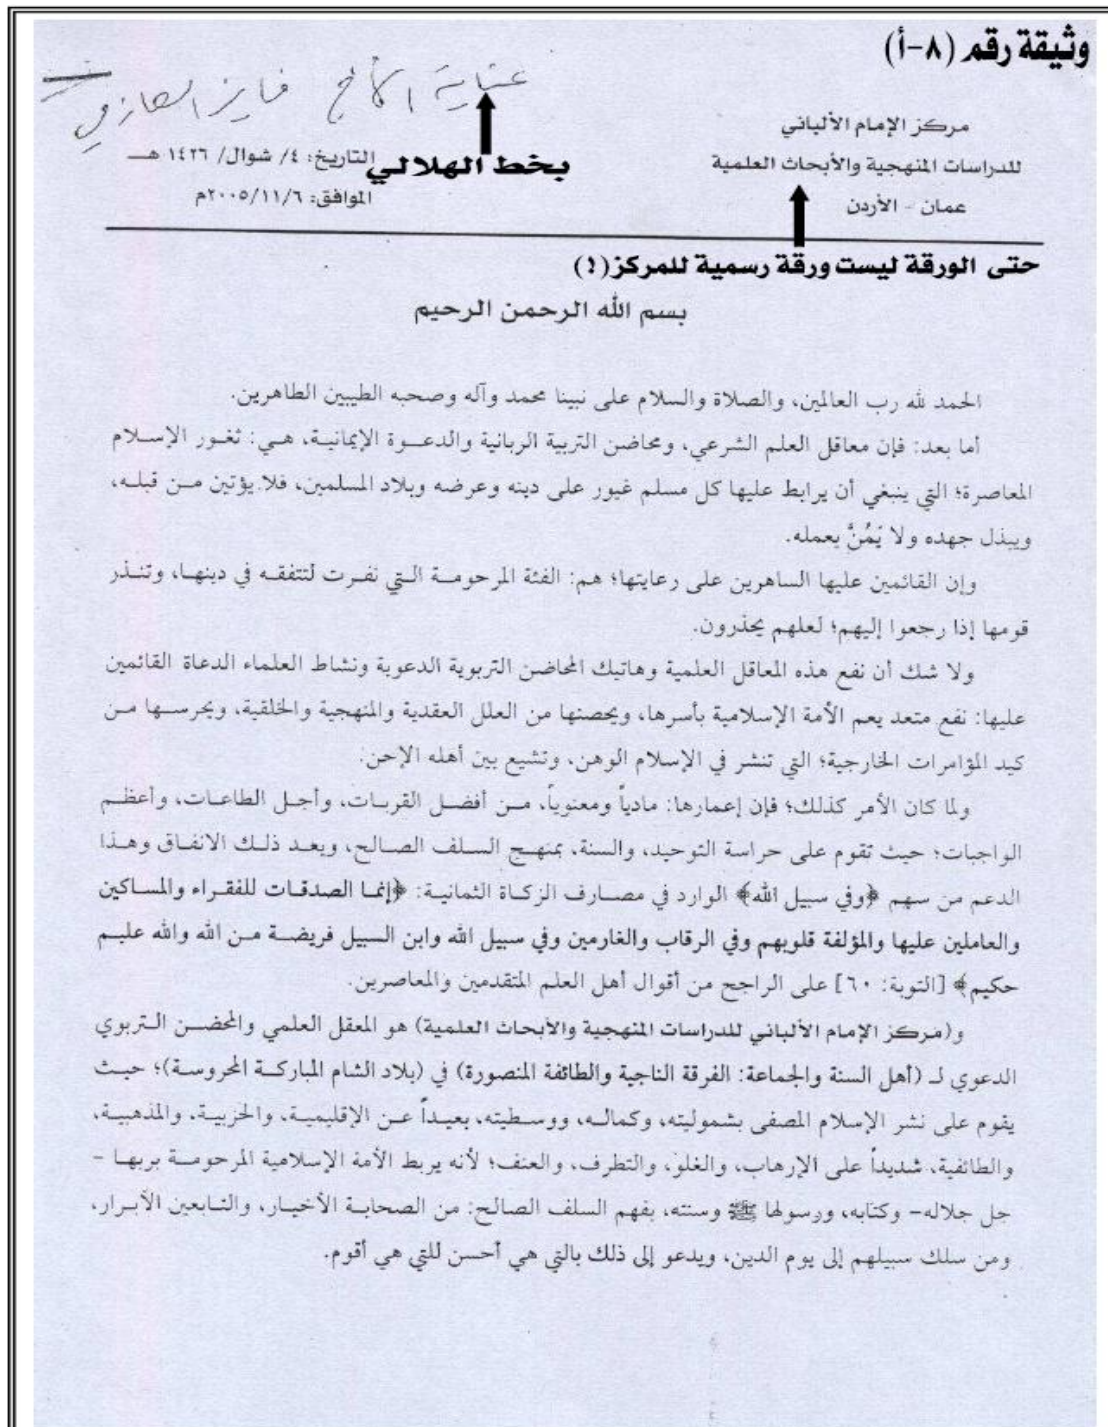 وثيقة رقم (٨-أ)
عناية الأخ فايز العازمي
مركز الإمام الألباني
للدراسات المنهجية والأبحاث العلمية
عمان - الأردن
بخط الهلالي
التاريخ: ٤/ شوال/ ١٤٢٦ هـ
الموافق: ٢٠٠٥/١١/٦م
حتى الورقة ليست ورقة رسمية للمركز(!)
بسم الله الرحمن الرحيم
الحمد لله رب العالمين، والصلاة والسلام على نبينا محمد وآله وصحبه الطيبين الطاهرين.
أما بعد: فإن معاقل العلم الشرعي، ومحاضن التربية الربانية والدعوة الإيمانية، هي: ثغور الإسلام
المعاصرة؛ التي ينبغي أن يرابط عليها كل مسلم غيور على دينه وعرضه وبلاد المسلمين، فلا يؤتين من قبله،
ويبذل جهده ولا يَمُنَّ بعمله.
وإن القائمين عليها الساهرين على رعايتها؛ هم: الفئة المرحومة التي نفرت لتتفقه في دينها، وتنذر
قومها إذا رجعوا إليهم؛ لعلهم يحذرون.
ولا شك أن نفع هذه المعاقل العلمية وهاتيك المحاضن التربوية الدعوية ونشاط العلماء الدعاة القائمين
عليها: نفع متعد يعم الأمة الإسلامية بأسرها، ويحصنها من العلل العقدية والمنهجية والخلقية، ويحرسها من
كيد المؤامرات الخارجية؛ التي تنشر في الإسلام الوهن، وتشيع بين أهله الإحن.
ولما كان الأمر كذلك؛ فإن إعمارها: مادياً ومعنوياً، من أفضل القربات، وأجل الطاعات، وأعظم
الواجبات؛ حيث تقوم على حراسة التوحيد، والسنة، بمنهج السلف الصالح، ويعد ذلك الانفاق وهذا
الدعم من سهم ﴿وفي سبيل الله﴾ الوارد في مصارف الزكاة الثمانية: ﴿إنما الصدقات للفقراء والمساكين
والعاملين عليها والمؤلفة قلوبهم وفي الرقاب والغارمين وفي سبيل الله وابن السبيل فريضة من الله والله عليم
حكيم﴾ [التوبة: ٦٠] على الراجح من أقوال أهل العلم المتقدمين والمعاصرين.
و(مركز الإمام الألباني للدراسات المنهجية والأبحاث العلمية) هو المعقل العلمي والمحضن التربوي
الدعوي لـ (أهل السنة والجماعة: الفرقة الناجية والطائفة المنصورة) في (بلاد الشام المباركة المحروسة)؛ حيث
يقوم على نشر الإسلام المصفى بشموليته، وكماله، ووسطيته، بعيداً عن الإقليمية، والحزبية، والمذهبية،
والطائفية، شديداً على الإرهاب، والغلو، والتطرف، والعنف؛ لأنه يربط الأمة الإسلامية المرحومة بربها -
جل جلاله- وكتابه، ورسولها ﷺ وسنته، بفهم السلف الصالح: من الصحابة الأخيار، والتابعين الأبرار،
ومن سلك سبيلهم إلى يوم الدين، ويدعو إلى ذلك بالتي هي أحسن للتي هي أقوم.